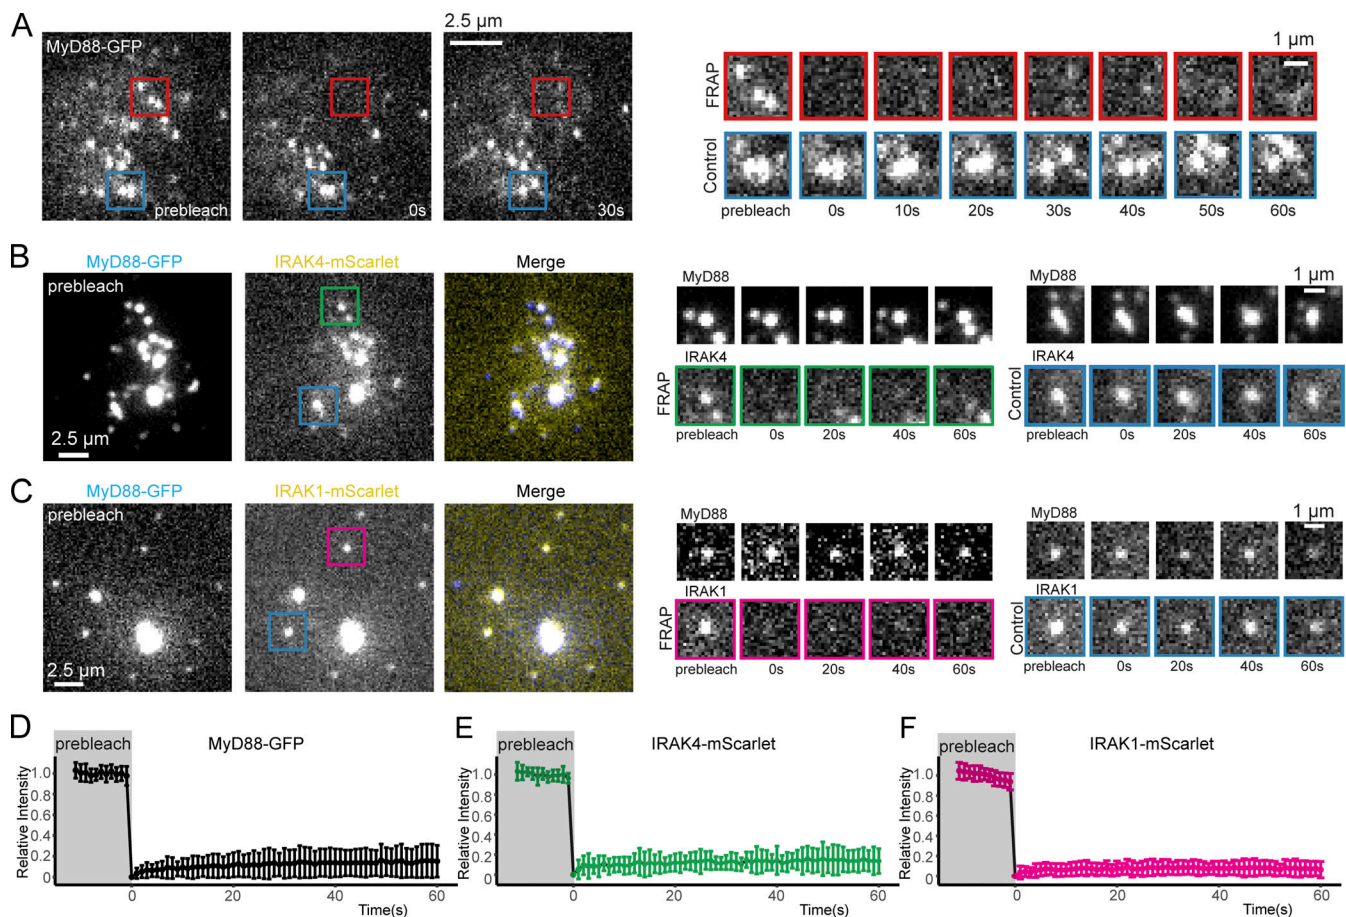 A
MyD88-GFP
prebleach
0s
2.5 µm
30s
1 µm
FRAP
Control
prebleach 0s 10s 20s 30s 40s 50s 60s
B
MyD88-GFP IRAK4-mScarlet Merge
prebleach
2.5 µm
MyD88
IRAK4
FRAP
prebleach 0s 20s 40s 60s
MyD88
1 µm
IRAK4
Control
prebleach 0s 20s 40s 60s
C
MyD88-GFP IRAK1-mScarlet Merge
prebleach
2.5 µm
MyD88
IRAK1
FRAP
prebleach 0s 20s 40s 60s
MyD88
1 µm
IRAK1
Control
prebleach 0s 20s 40s 60s
D
prebleach
MyD88-GFP
Relative Intensity
1.0
0.8
0.6
0.4
0.2
0
0 20 40 60
Time(s)
E
prebleach
IRAK4-mScarlet
Relative Intensity
1.0
0.8
0.6
0.4
0.2
0
0 20 40 60
Time(s)
F
prebleach
IRAK1-mScarlet
Relative Intensity
1.0
0.8
0.6
0.4
0.2
0
0 20 40 60
Time(s)